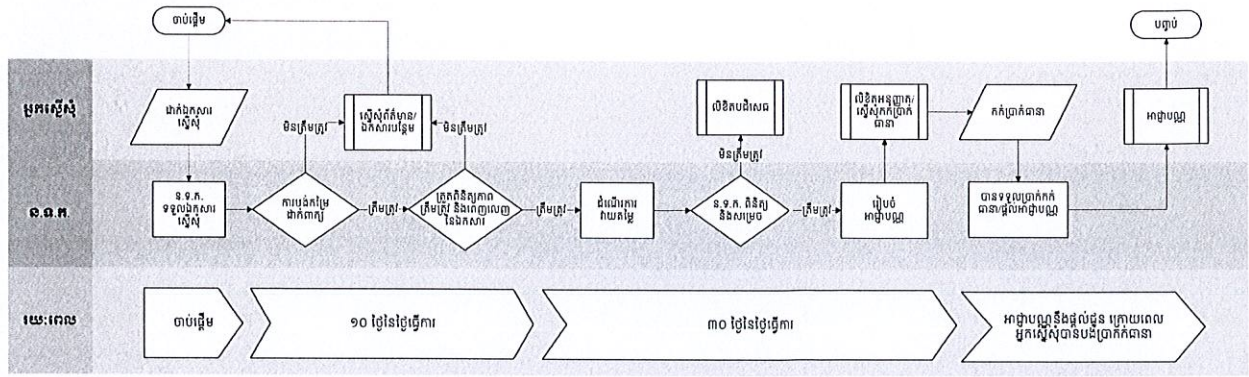 ចាប់ផ្តើម
បញ្ចប់
អ្នកស្នើសុំ
ដាក់ឯកសារ
ស្នើសុំ
ស្នើសុំព័ត៌មាន/
ឯកសារបន្ថែម
លិខិតបដិសេធ
លិខិតអនុញ្ញាត/
ស្នើសុំកក់ប្រាក់
ធានា
កក់ប្រាក់ធានា
អាជ្ញាបណ្ណ
មិនត្រឹមត្រូវ
មិនត្រឹមត្រូវ
មិនត្រឹមត្រូវ
ន.ទ.ត.
ន.ទ.ត.
ទទួលឯកសារ
ស្នើសុំ
ការបង់កម្រៃ
ដាក់ពាក្យ
ត្រឹមត្រូវ
ត្រួតពិនិត្យភាព
ត្រឹមត្រូវ និងពេញលេញ
នៃឯកសារ
ត្រឹមត្រូវ
ដំណើរការ
វាយតម្លៃ
ន.ទ.ត. ពិនិត្យ
និងសម្រេច
ត្រឹមត្រូវ
រៀបចំ
អាជ្ញាបណ្ណ
បានទទួលប្រាក់កក់
ធានា/ផ្តល់អាជ្ញាបណ្ណ
រយៈពេល
ចាប់ផ្តើម
១០ ថ្ងៃនៃថ្ងៃធ្វើការ
៣០ ថ្ងៃនៃថ្ងៃធ្វើការ
អាជ្ញាបណ្ណនឹងផ្តល់ជូន ក្រោយពេល
អ្នកស្នើសុំបានបង់ប្រាក់កក់ធានា